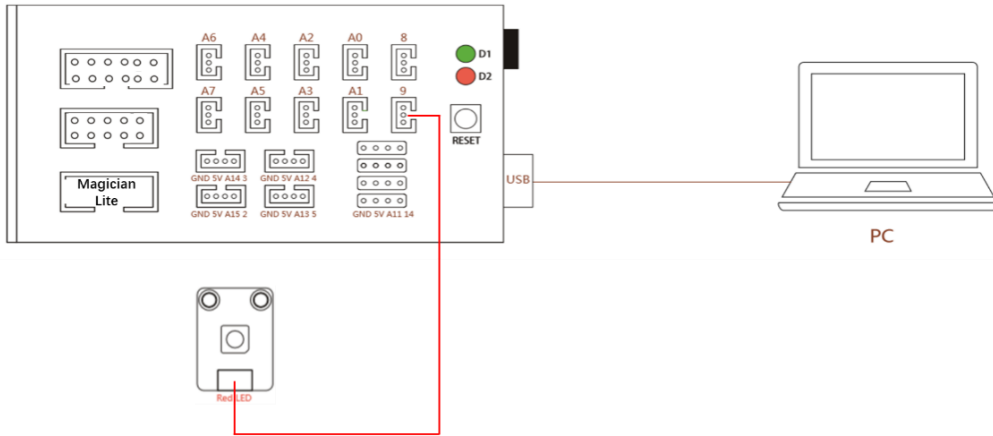 A6 A4 A2 A0 8
D1
D2
A7 A5 A3 A1 9
RESET
GND 5V A14 3 GND 5V A12 4
Magician
Lite
USB
GND 5V A15 2 GND 5V A13 5 GND 5V A11 14
PC
Red LED